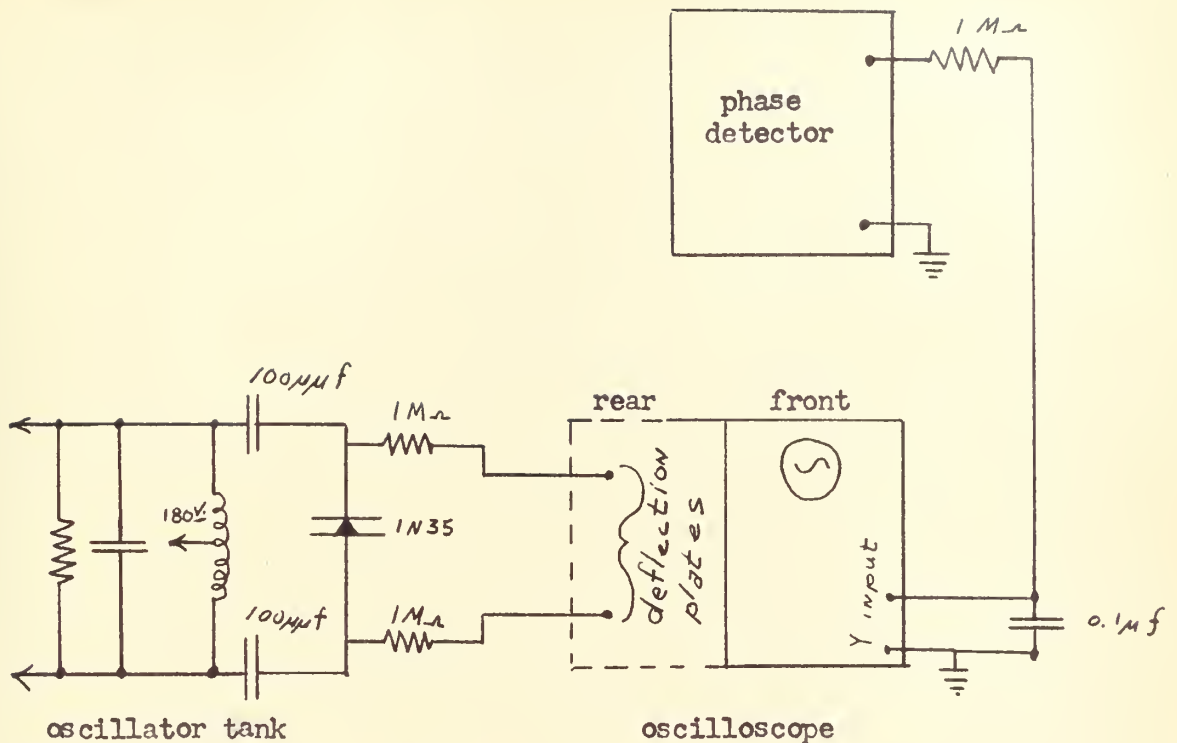 1 MΩ
phase
detector
100μμf
1MΩ
rear
front
180V.
1N35
deflection
plates
Y INPUT
100μμf
1MΩ
0.1μf
oscillator tank
oscilloscope